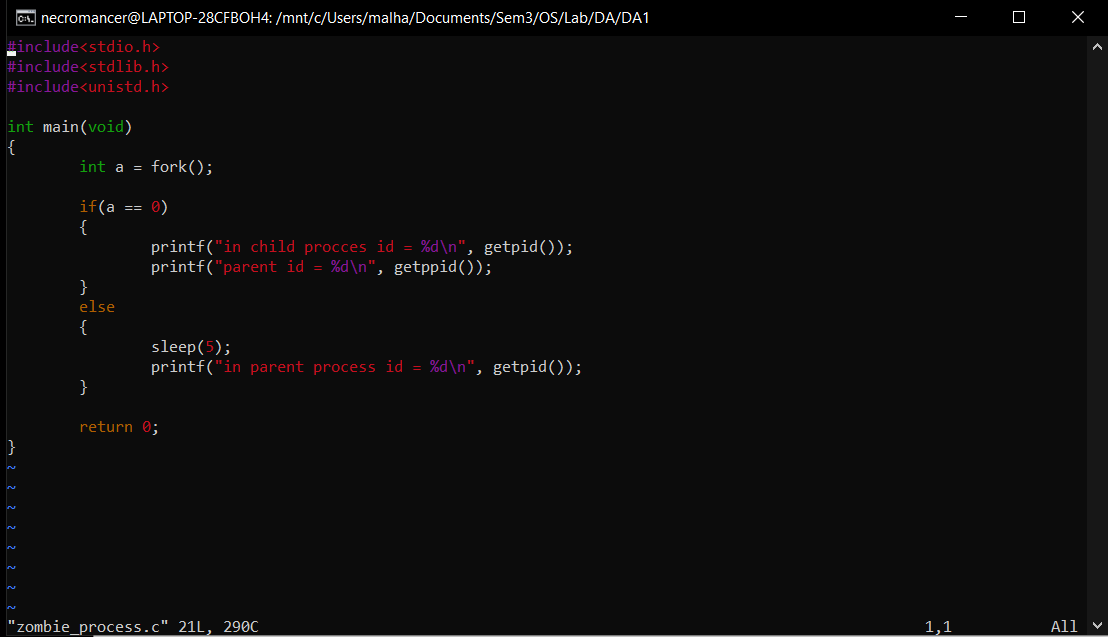 necromancer@LAPTOP-28CFBOH4: /mnt/c/Users/malha/Documents/Sem3/OS/Lab/DA/DA1
#include<stdio.h>
#include<stdlib.h>
#include<unistd.h>
int main(void)
{
        int a = fork();
        if(a == 0)
        {
                printf("in child procces id = %d\n", getpid());
                printf("parent id = %d\n", getppid());
        }
        else
        {
                sleep(5);
                printf("in parent process id = %d\n", getpid());
        }
        return 0;
}
~
~
~
~
~
~
~
~
"zombie_process.c" 21L, 290C 1,1 All